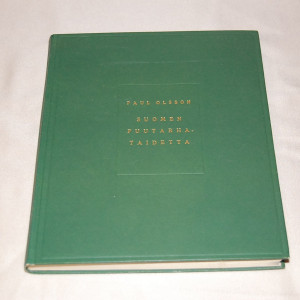 PAUL OLSSON
SUOMEN
PUUTARHA-
TAIDETTA